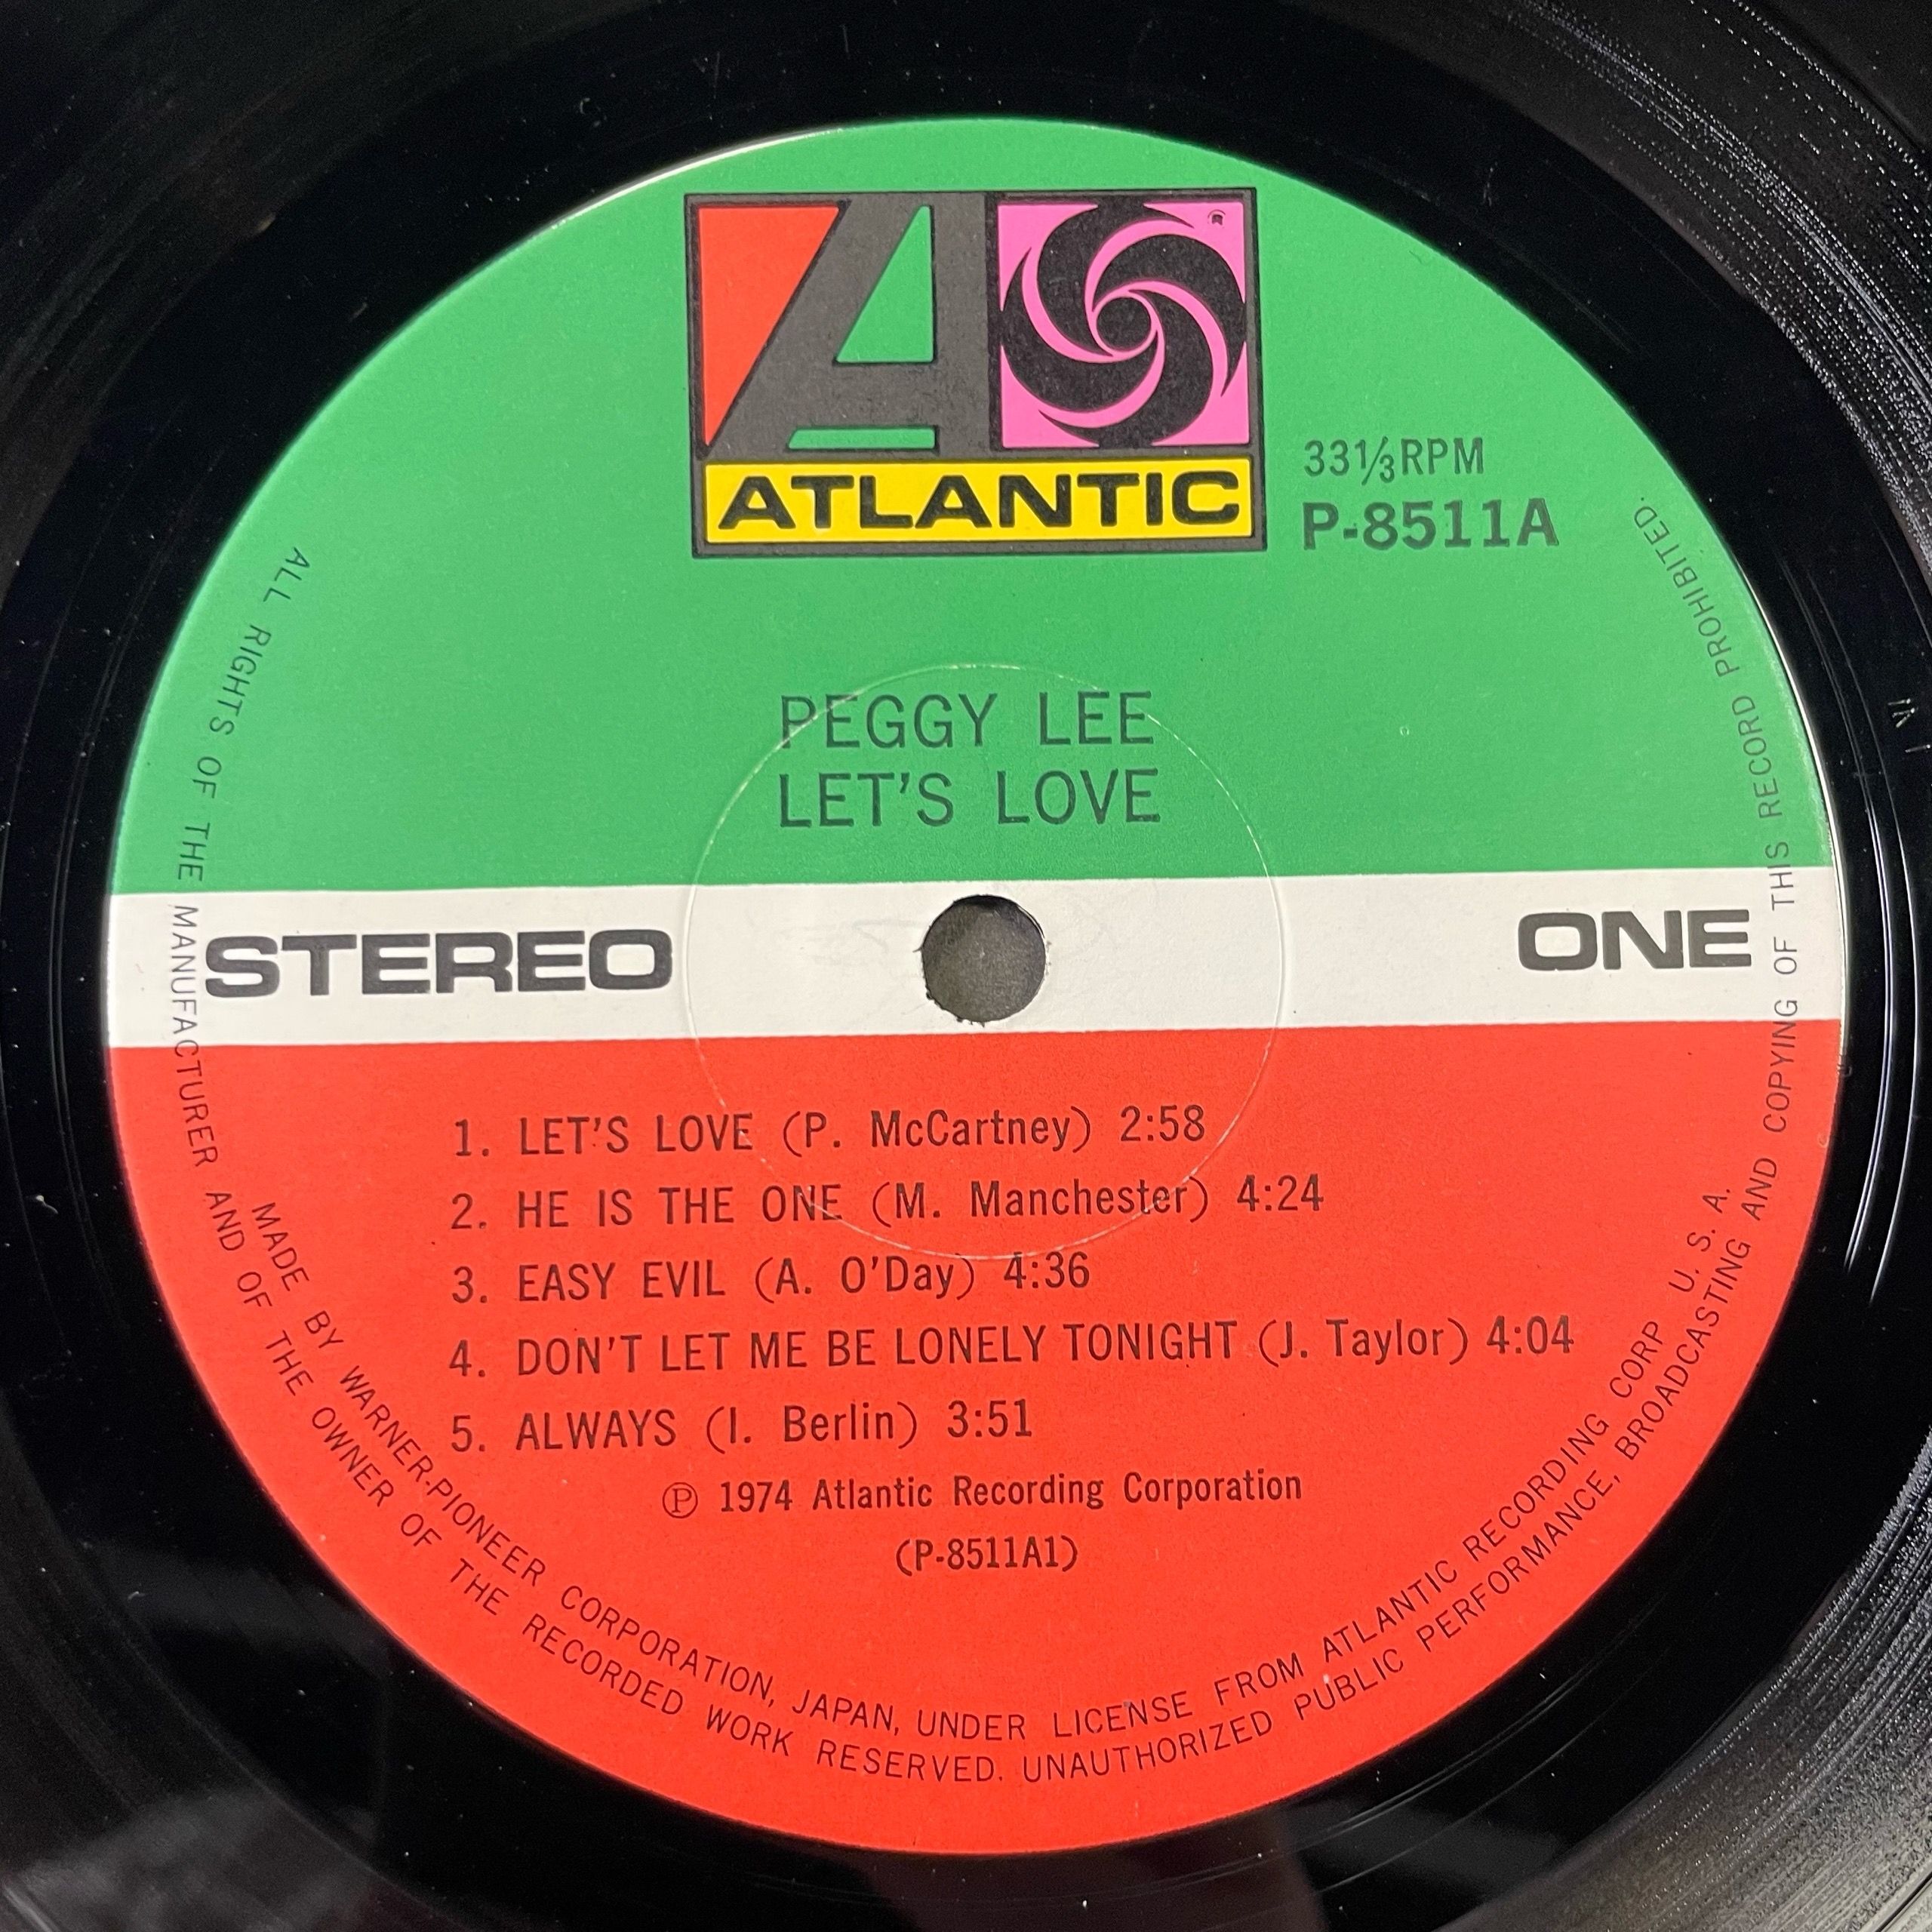 ATLANTIC
33⅓RPM
P-8511A
PEGGY LEE
LET'S LOVE
STEREO
ONE
1. LET'S LOVE (P. McCartney) 2:58
2. HE IS THE ONE (M. Manchester) 4:24
3. EASY EVIL (A. O'Day) 4:36
4. DON'T LET ME BE LONELY TONIGHT (J. Taylor) 4:04
5. ALWAYS (I. Berlin) 3:51
℗ 1974 Atlantic Recording Corporation
(P-8511A1)
MADE BY WARNER-PIONEER CORPORATION, JAPAN, UNDER LICENSE FROM ATLANTIC RECORDING CORP U. S. A.
ALL RIGHTS OF THE MANUFACTURER AND OF THE OWNER OF THE RECORDED WORK RESERVED. UNAUTHORIZED PUBLIC PERFORMANCE, BROADCASTING AND COPYING OF THIS RECORD PROHIBITED.